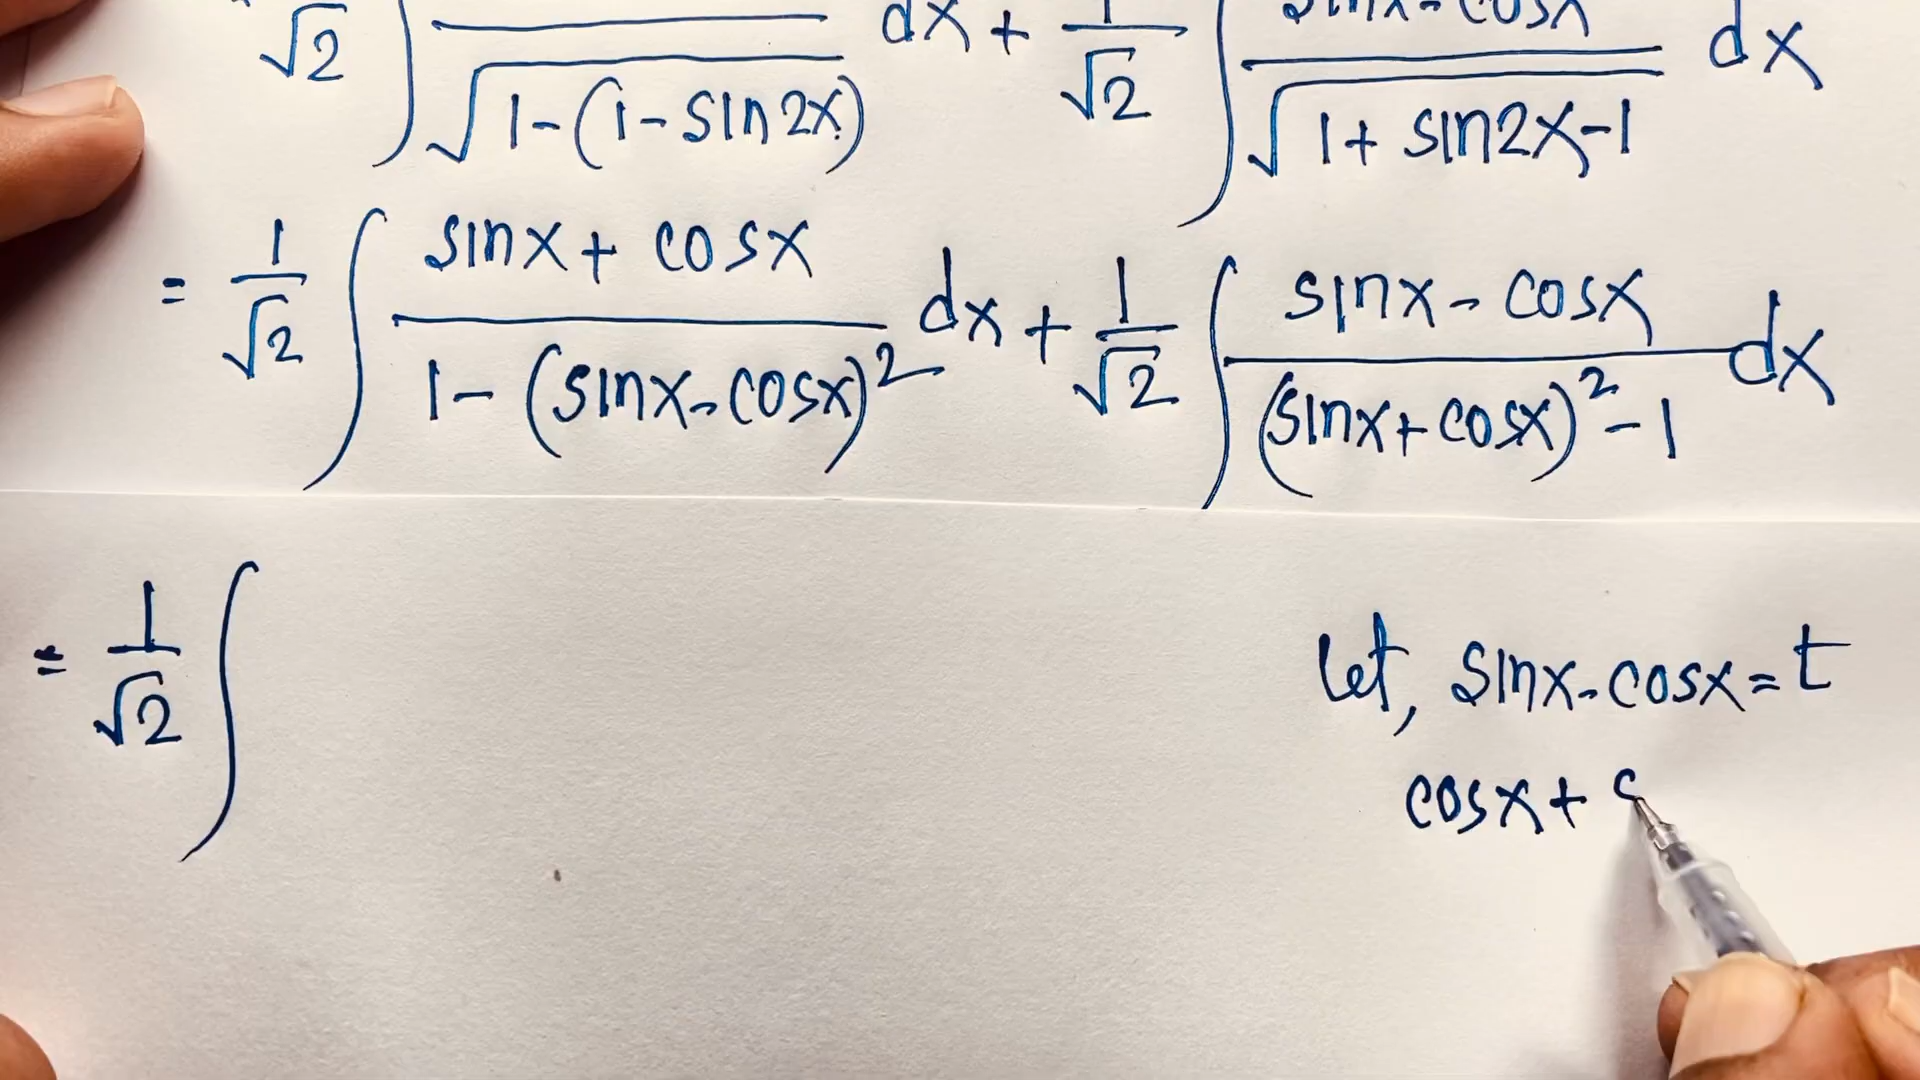 1/√2 ∫ ———/√(1-(1-sin2x)) dx + 1/√2 ∫ (sinx-cosx)/√(1+sin2x-1) dx
= 1/√2 ∫ (sinx+cosx)/(1-(sinx-cosx)²) dx + 1/√2 ∫ (sinx-cosx)/((sinx+cosx)²-1) dx
= 1/√2 ∫
let, sinx-cosx=t
cosx+ s